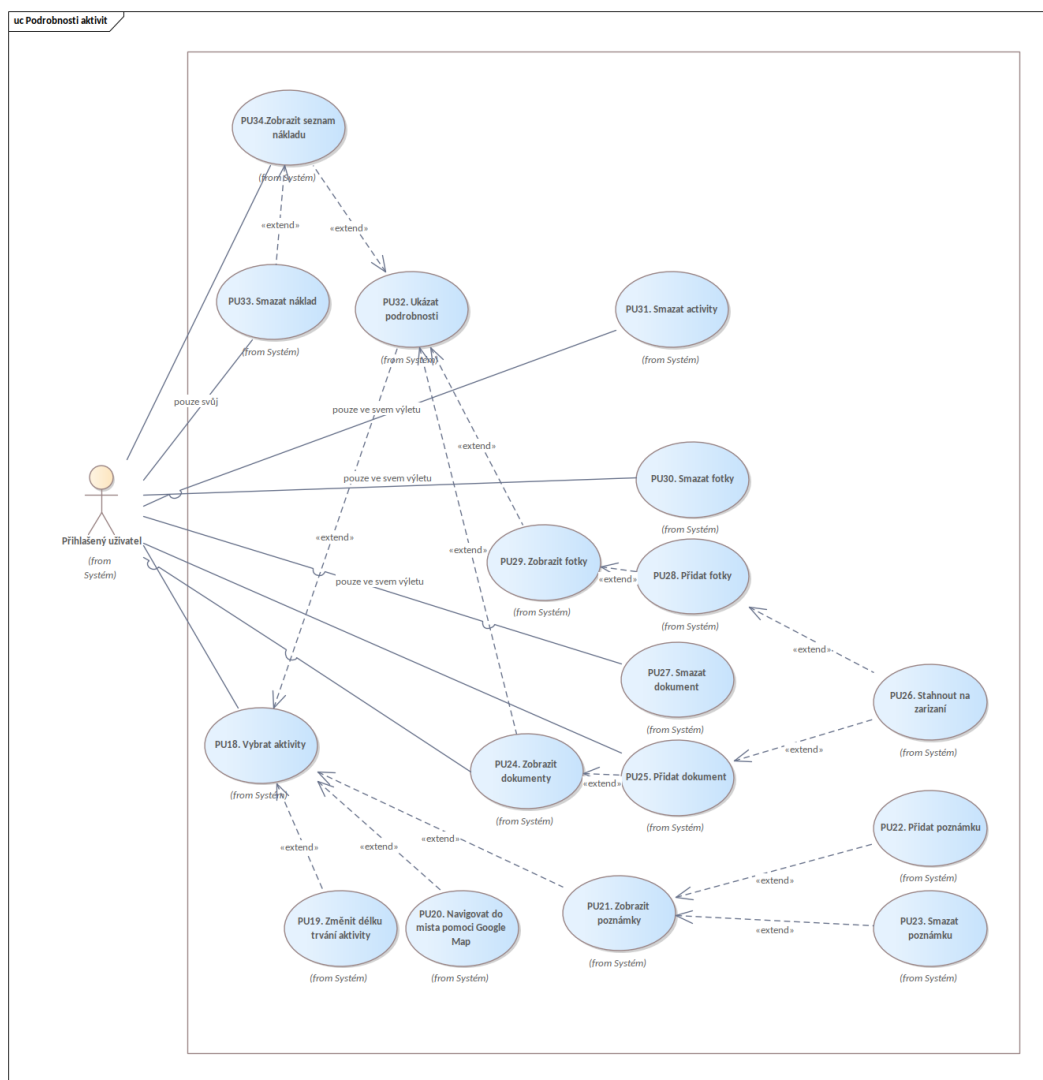 uc Podrobnosti aktivit
PU34.Zobrazit seznam
nákladu
(from Systém)
«extend»
«extend»
PU33. Smazat náklad
(from Systém)
PU32. Ukázat
podrobnosti
(from Systém)
PU31. Smazat activity
(from Systém)
pouze svůj
pouze ve svem výletu
«extend»
PU30. Smazat fotky
(from Systém)
pouze ve svem výletu
Přihlašený uživatel
(from
Systém)
«extend»
«extend»
PU29. Zobrazit fotky
(from Systém)
«extend»
PU28. Přidat fotky
(from Systém)
pouze ve svem výletu
«extend»
PU27. Smazat
dokument
(from Systém)
PU26. Stahnout na
zarizaní
(from Systém)
PU18. Vybrat aktivity
(from Systém)
PU24. Zobrazit
dokumenty
(from Systém)
«extend»
PU25. Přidat dokument
(from Systém)
«extend»
PU22. Přidat poznámku
(from Systém)
«extend»
«extend»
«extend»
«extend»
«extend»
PU19. Změnit délku
trvání aktivity
(from Systém)
PU20. Navigovat do
mista pomoci Google
Map
(from Systém)
PU21. Zobrazit
poznámky
(from Systém)
PU23. Smazat
poznámku
(from Systém)